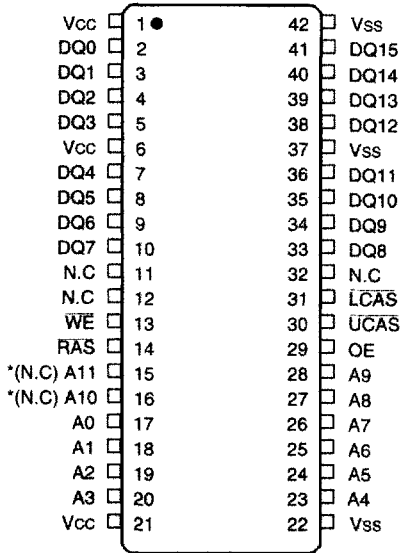 Vcc 1 42 Vss
DQ0 2 41 DQ15
DQ1 3 40 DQ14
DQ2 4 39 DQ13
DQ3 5 38 DQ12
Vcc 6 37 Vss
DQ4 7 36 DQ11
DQ5 8 35 DQ10
DQ6 9 34 DQ9
DQ7 10 33 DQ8
N.C 11 32 N.C
N.C 12 31 L̅C̅A̅S̅
W̅E̅ 13 30 U̅C̅A̅S̅
R̅A̅S̅ 14 29 OE
*(N.C) A11 15 28 A9
*(N.C) A10 16 27 A8
A0 17 26 A7
A1 18 25 A6
A2 19 24 A5
A3 20 23 A4
Vcc 21 22 Vss